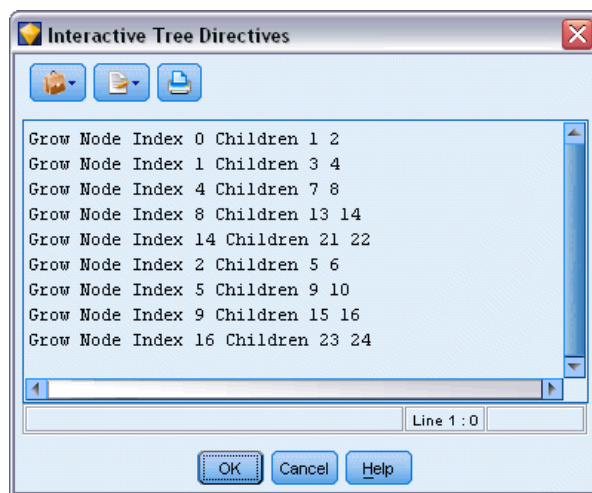 Interactive Tree Directives
Grow Node Index 0 Children 1 2
Grow Node Index 1 Children 3 4
Grow Node Index 4 Children 7 8
Grow Node Index 8 Children 13 14
Grow Node Index 14 Children 21 22
Grow Node Index 2 Children 5 6
Grow Node Index 5 Children 9 10
Grow Node Index 9 Children 15 16
Grow Node Index 16 Children 23 24
Line 1 : 0
OK Cancel Help